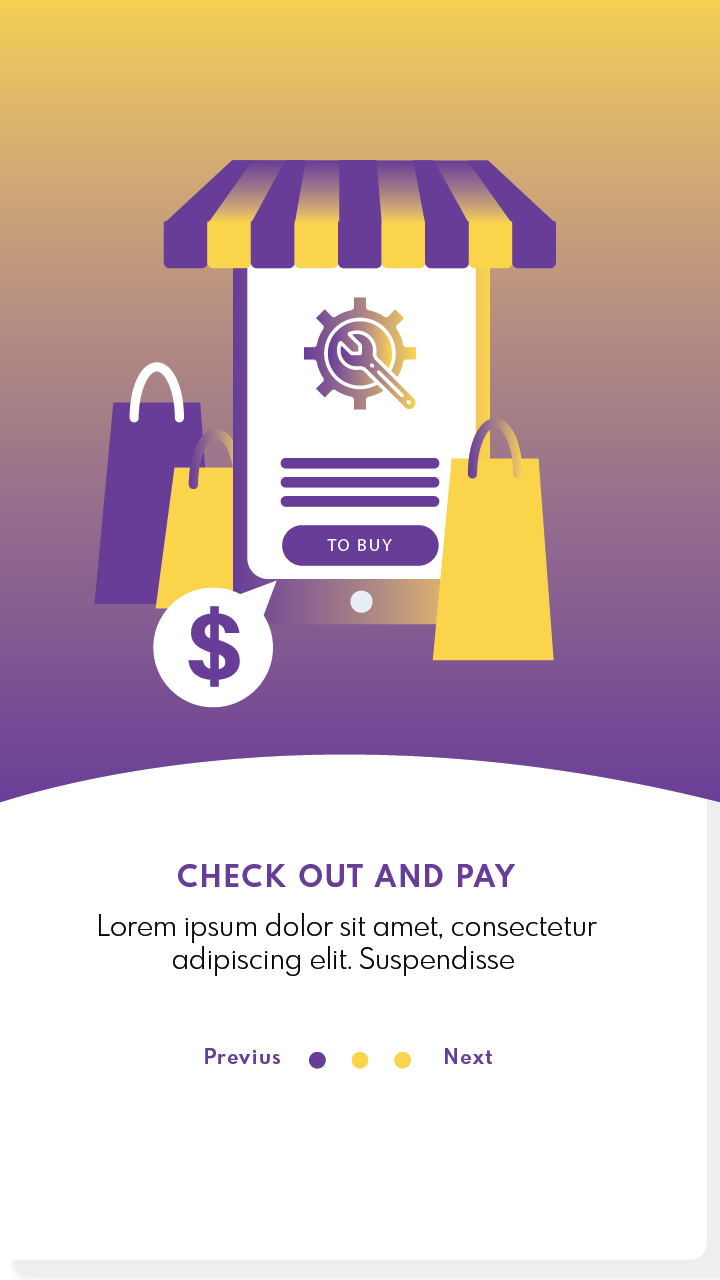 TO BUY
$
CHECK OUT AND PAY
Lorem ipsum dolor sit amet, consectetur
adipiscing elit. Suspendisse
Previus Next